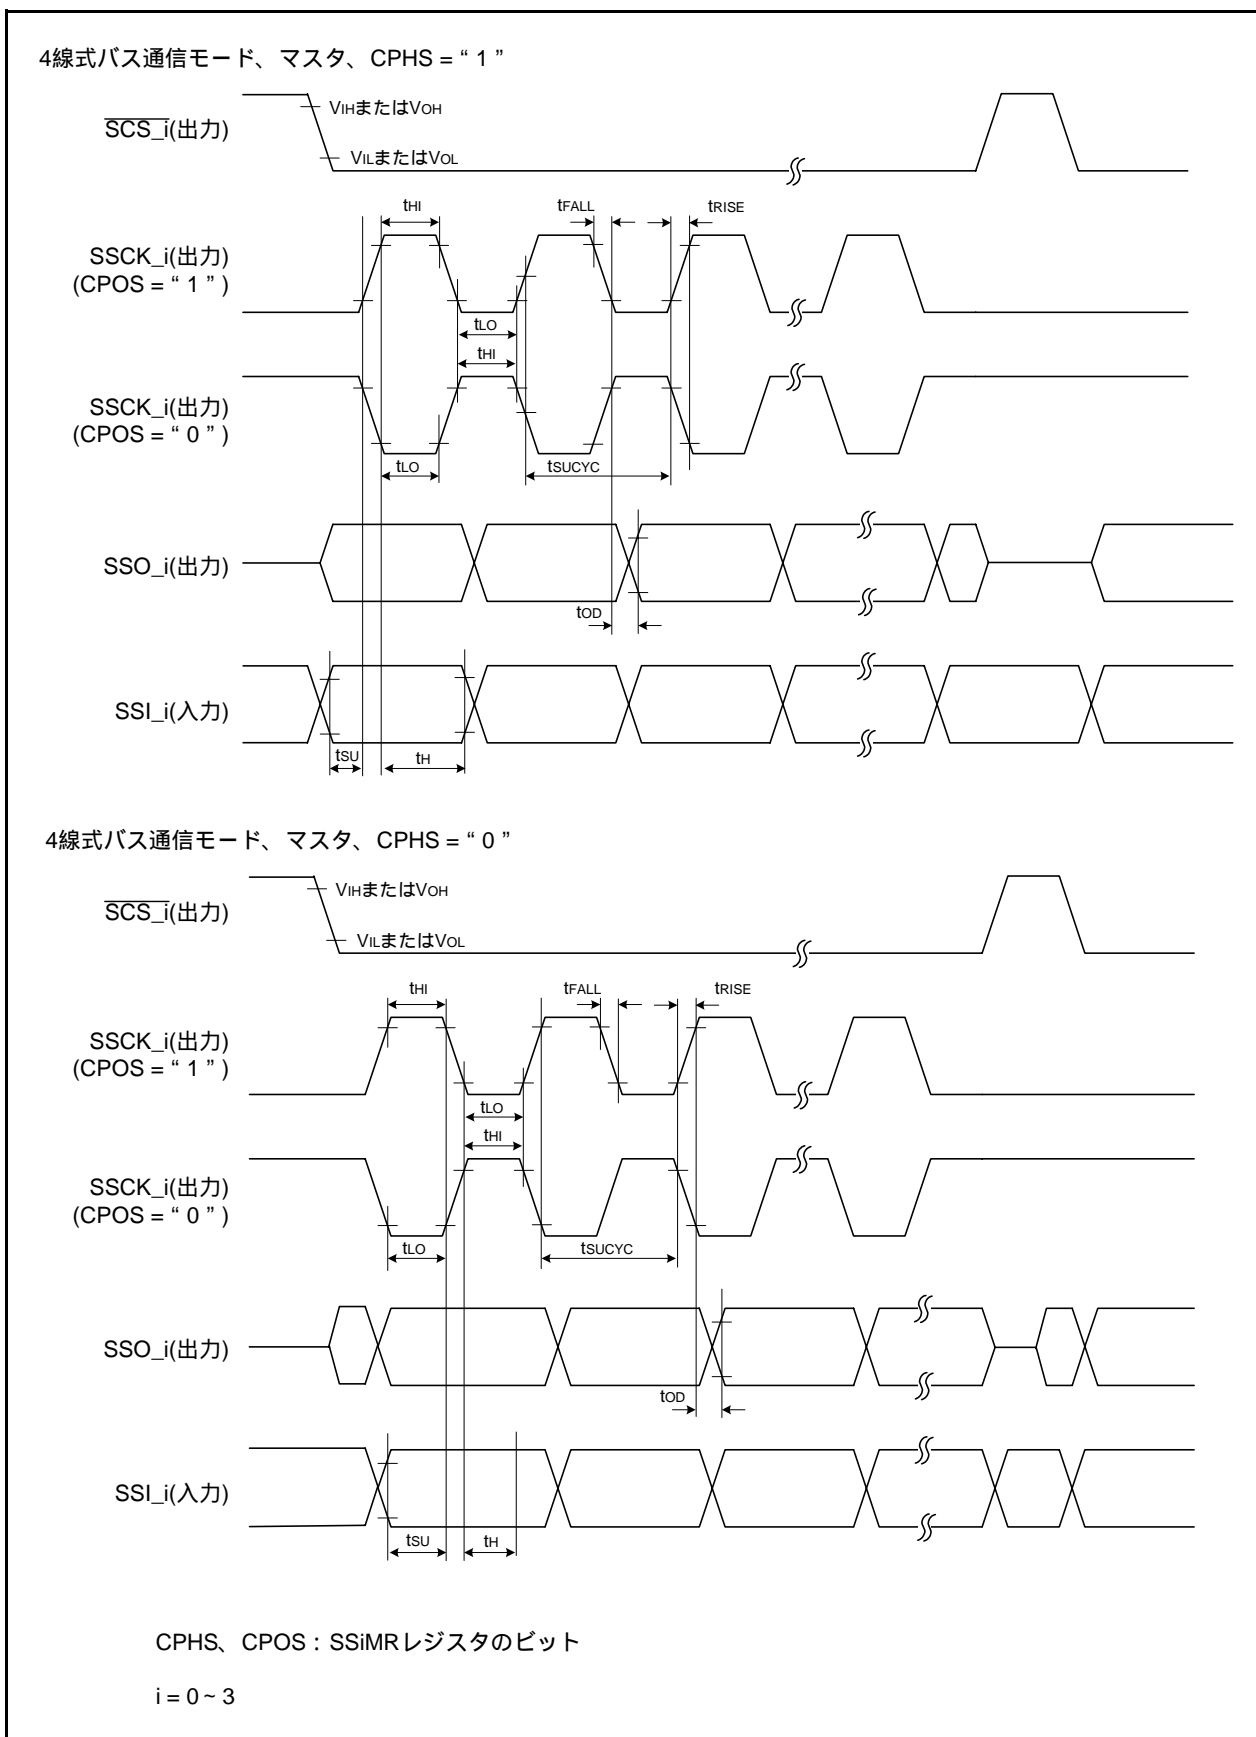 4線式バス通信モード、マスタ、CPHS = “ 1 ”
SCS_i(出力)
VIHまたはVOH
VILまたはVOL
tHI
tFALL
tRISE
SSCK_i(出力)
(CPOS = “ 1 ” )
tLO
tHI
SSCK_i(出力)
(CPOS = “ 0 ” )
tLO
tSUCYC
SSO_i(出力)
tOD
SSI_i(入力)
tSU
tH
4線式バス通信モード、マスタ、CPHS = “ 0 ”
SCS_i(出力)
VIHまたはVOH
VILまたはVOL
tHI
tFALL
tRISE
SSCK_i(出力)
(CPOS = “ 1 ” )
tLO
tHI
SSCK_i(出力)
(CPOS = “ 0 ” )
tLO
tSUCYC
SSO_i(出力)
tOD
SSI_i(入力)
tSU
tH
CPHS、CPOS : SSiMRレジスタのビット
i = 0 ~ 3